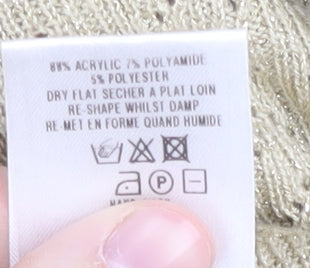 88% ACRYLIC 7% POLYAMIDE
5% POLYESTER
DRY FLAT SECHER A PLAT LOIN
RE-SHAPE WHILST DAMP
RE-MET EN FORME QUAND HUMIDE
P
HAND